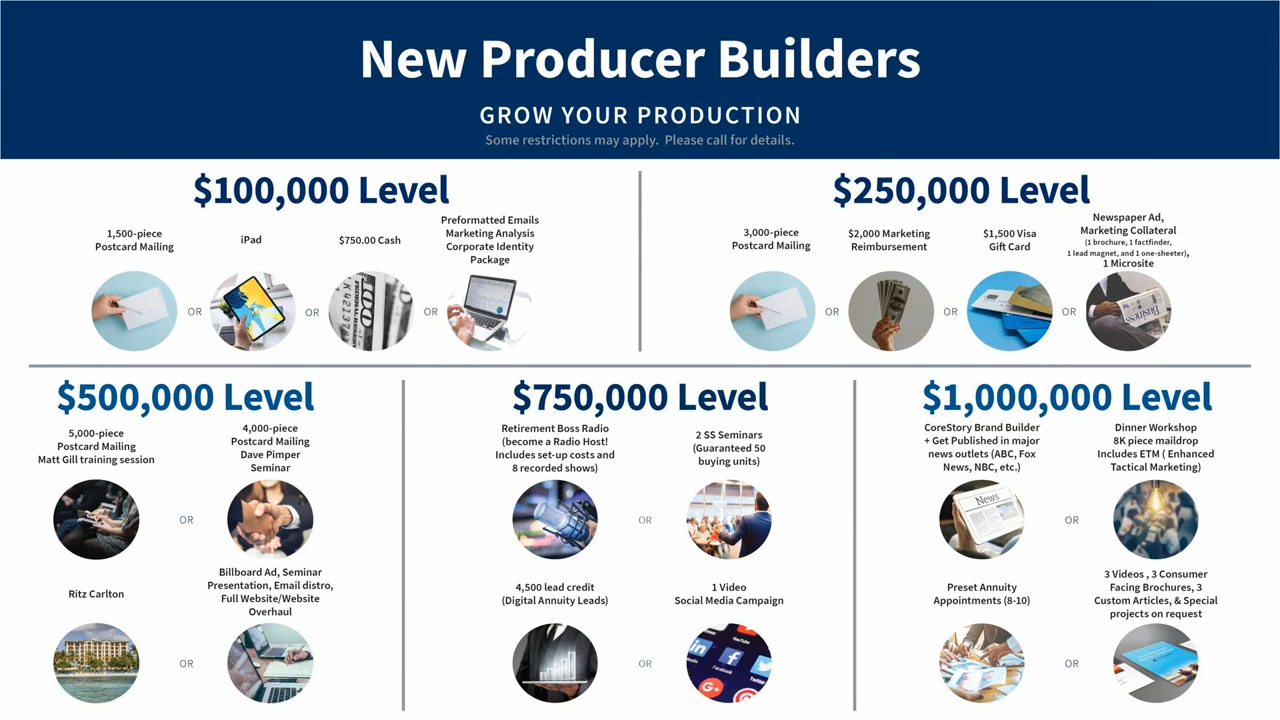 New Producer Builders
GROW YOUR PRODUCTION
Some restrictions may apply. Please call for details.
$100,000 Level
1,500-piece
Postcard Mailing
OR
iPad
OR
$750.00 Cash
OR
Preformatted Emails
Marketing Analysis
Corporate Identity
Package
$250,000 Level
3,000-piece
Postcard Mailing
OR
$2,000 Marketing
Reimbursement
OR
$1,500 Visa
Gift Card
OR
Newspaper Ad,
Marketing Collateral
(1 brochure, 1 factfinder,
1 lead magnet, and 1 one-sheeter),
1 Microsite
Business
$500,000 Level
5,000-piece
Postcard Mailing
Matt Gill training session
OR
4,000-piece
Postcard Mailing
Dave Pimper
Seminar
Ritz Carlton
OR
Billboard Ad, Seminar
Presentation, Email distro,
Full Website/Website
Overhaul
$750,000 Level
Retirement Boss Radio
(become a Radio Host!
Includes set-up costs and
8 recorded shows)
OR
2 SS Seminars
(Guaranteed 50
buying units)
4,500 lead credit
(Digital Annuity Leads)
OR
1 Video
Social Media Campaign
YouTube
Facebook
$1,000,000 Level
CoreStory Brand Builder
+ Get Published in major
news outlets (ABC, Fox
News, NBC, etc.)
News
OR
Dinner Workshop
8K piece maildrop
Includes ETM ( Enhanced
Tactical Marketing)
Preset Annuity
Appointments (8-10)
OR
3 Videos , 3 Consumer
Facing Brochures, 3
Custom Articles, & Special
projects on request